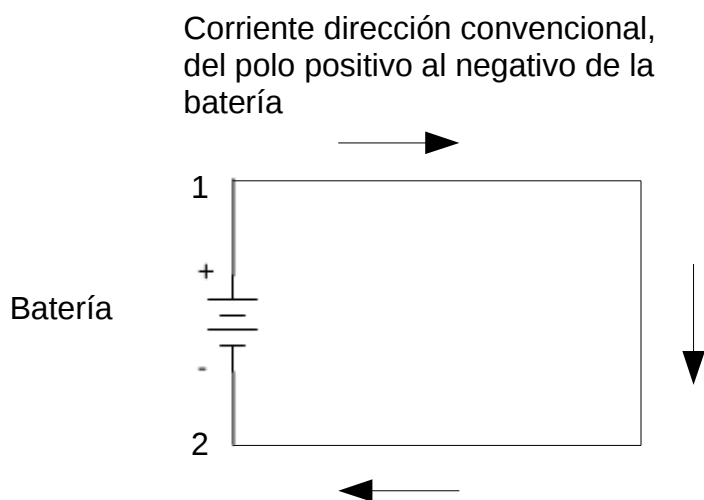 Corriente dirección convencional,
del polo positivo al negativo de la
batería
1
+
Batería
-
2